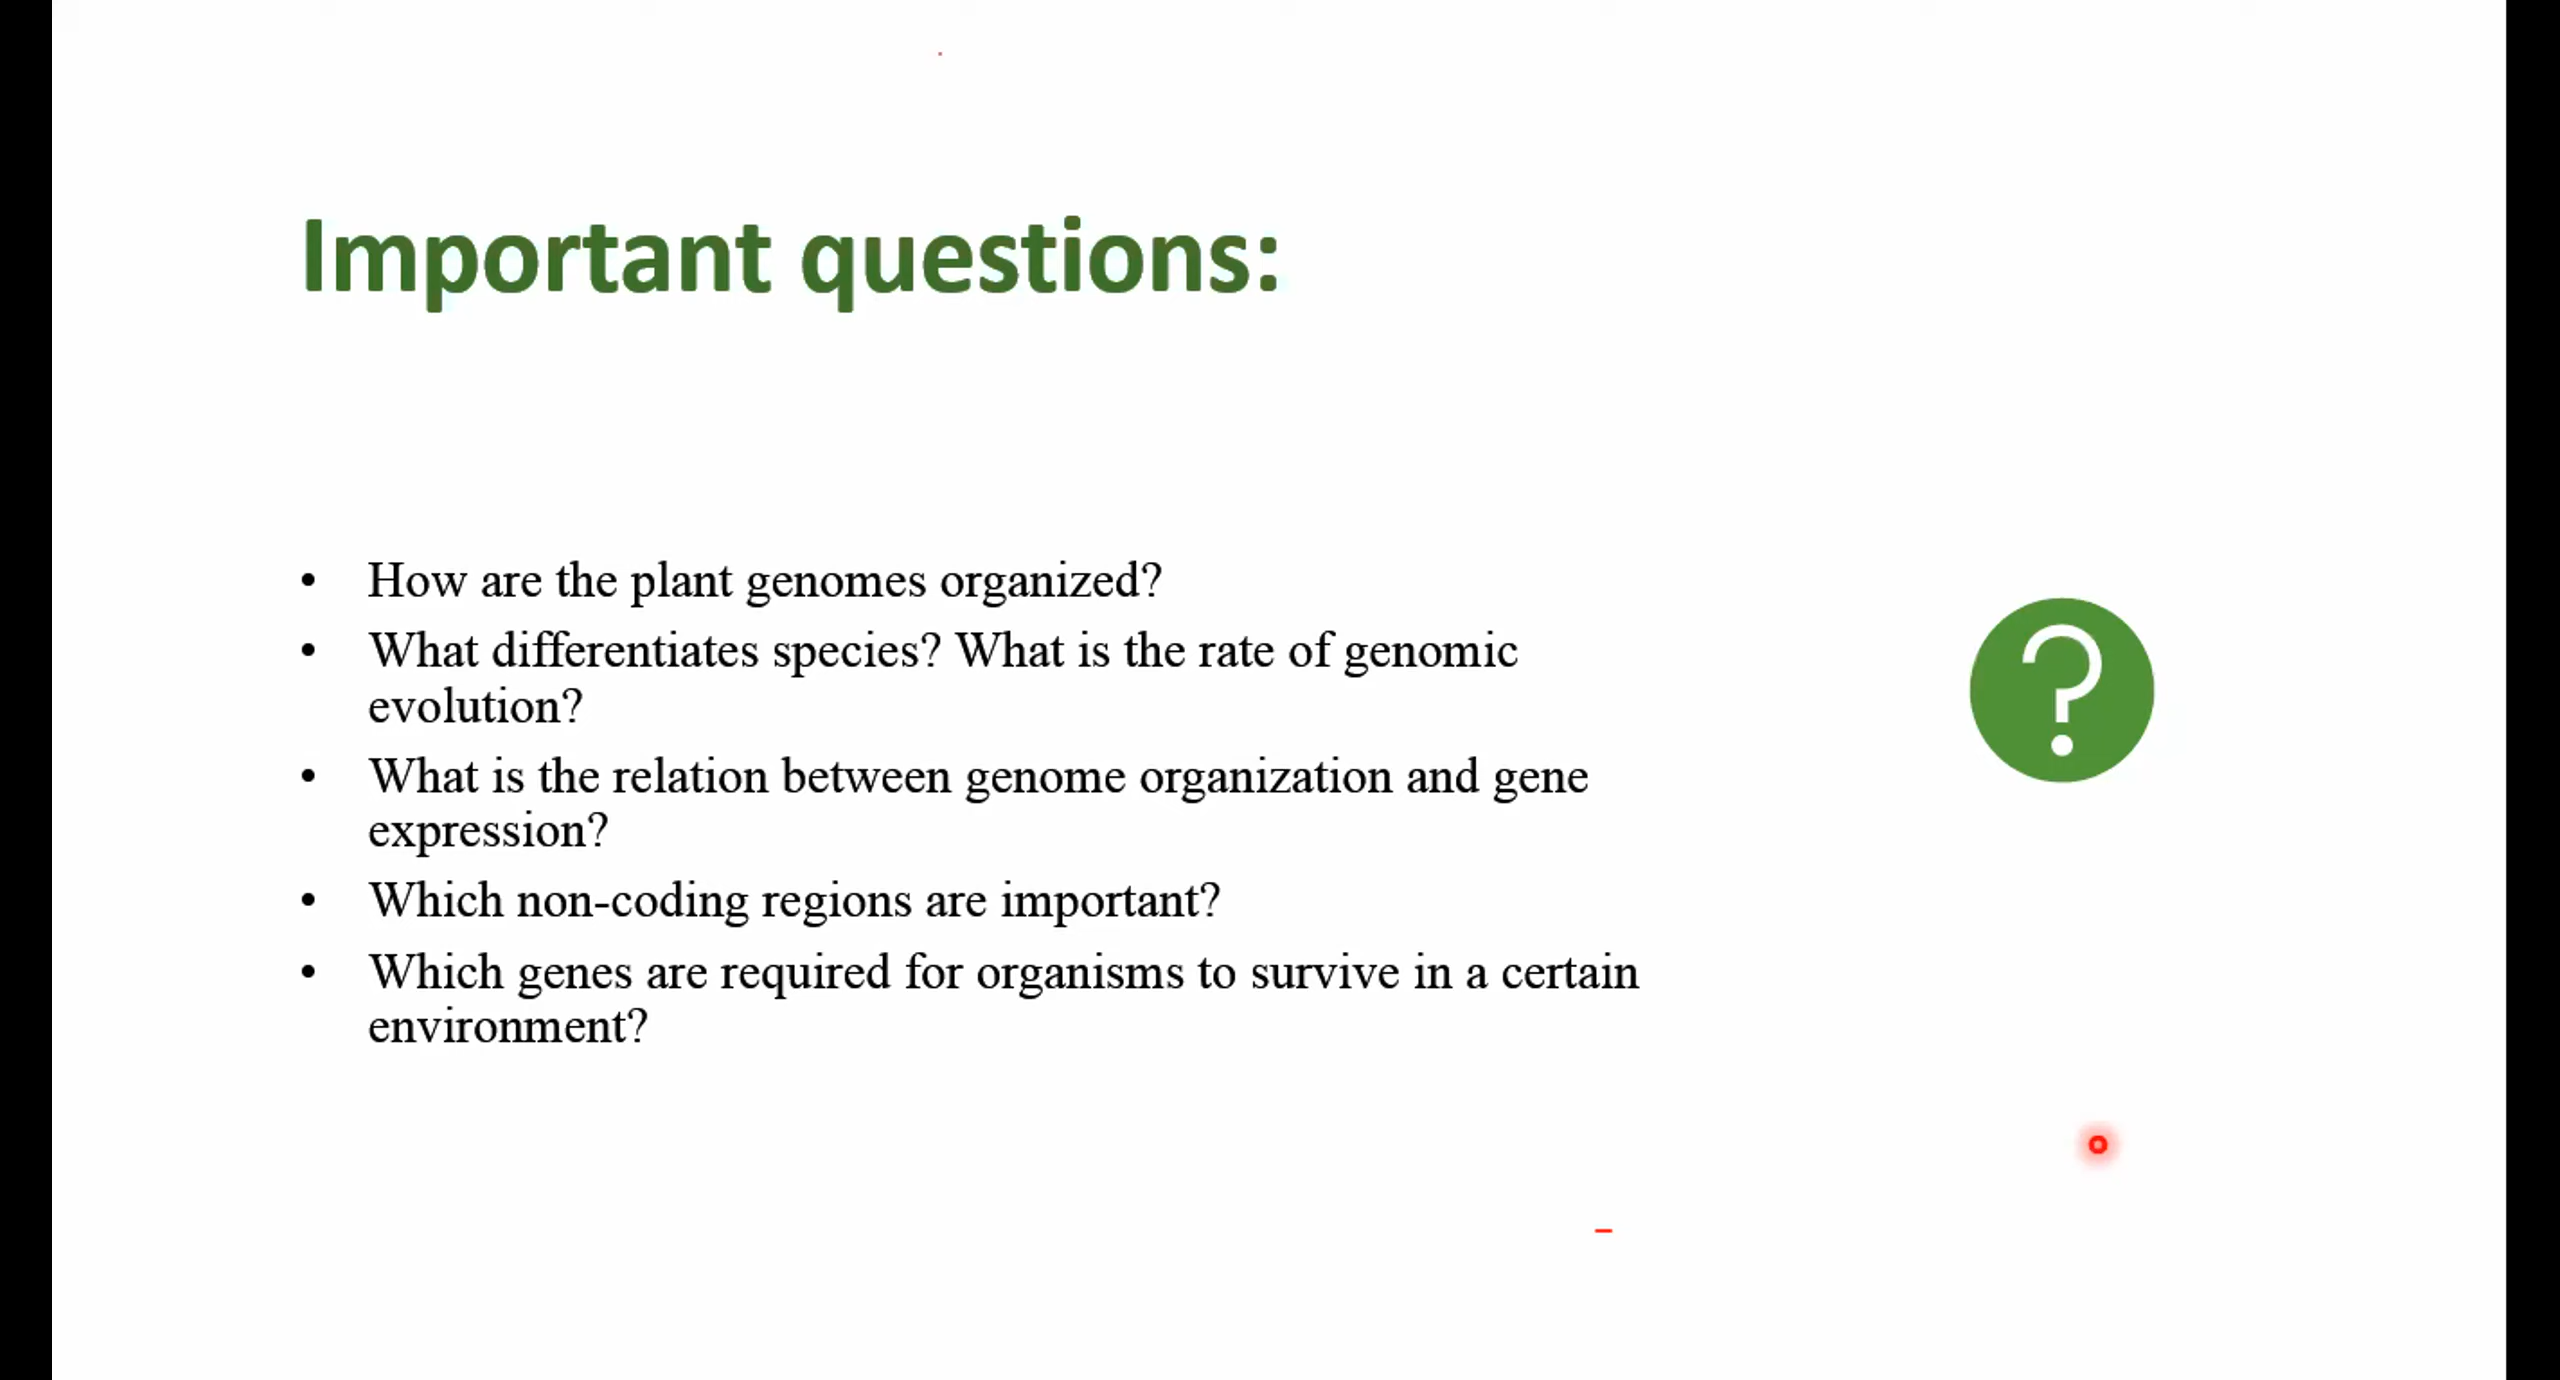 Important questions:
• How are the plant genomes organized?
• What differentiates species? What is the rate of genomic
evolution?
• What is the relation between genome organization and gene
expression?
• Which non-coding regions are important?
• Which genes are required for organisms to survive in a certain
environment?
?